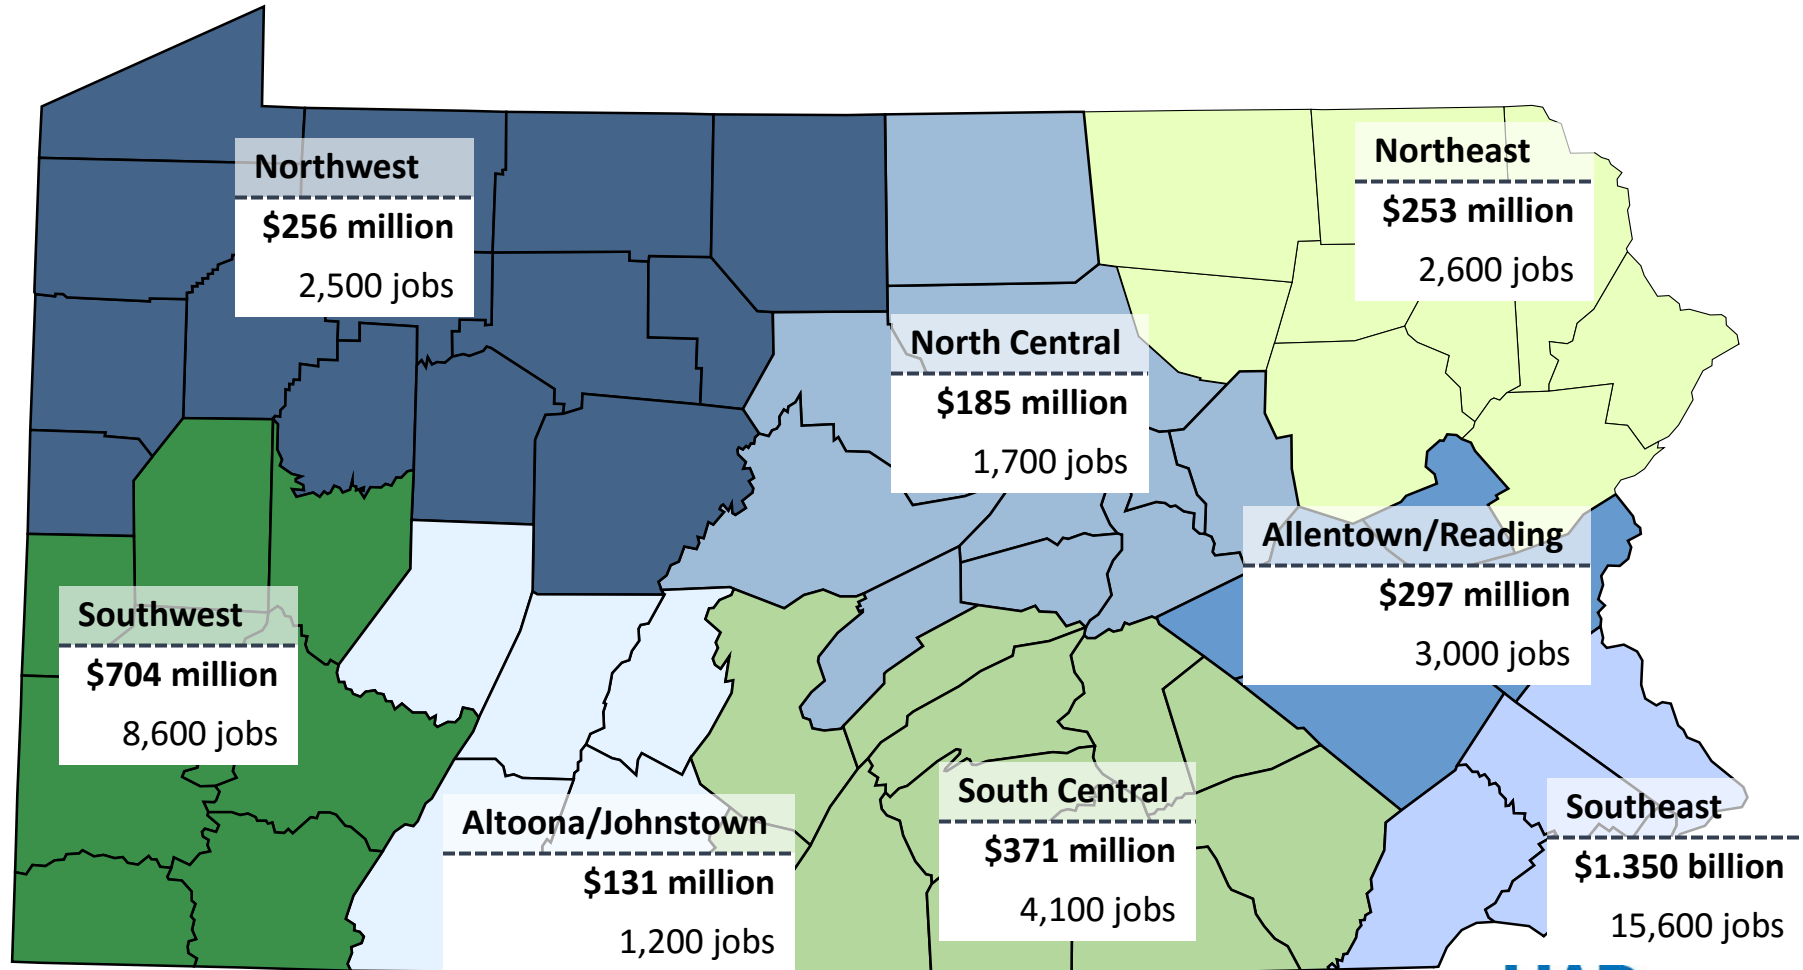 Northwest
$256 million
2,500 jobs
Northeast
$253 million
2,600 jobs
North Central
$185 million
1,700 jobs
Allentown/Reading
$297 million
3,000 jobs
Southwest
$704 million
8,600 jobs
Altoona/Johnstown
$131 million
1,200 jobs
South Central
$371 million
4,100 jobs
Southeast
$1.350 billion
15,600 jobs